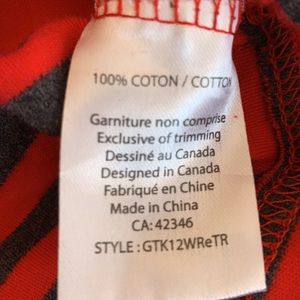 100% COTON / COTTON
Garniture non comprise
Exclusive of trimming
Dessiné au Canada
Designed in Canada
Fabriqué en Chine
Made in China
CA: 42346
STYLE : GTK12WReTR